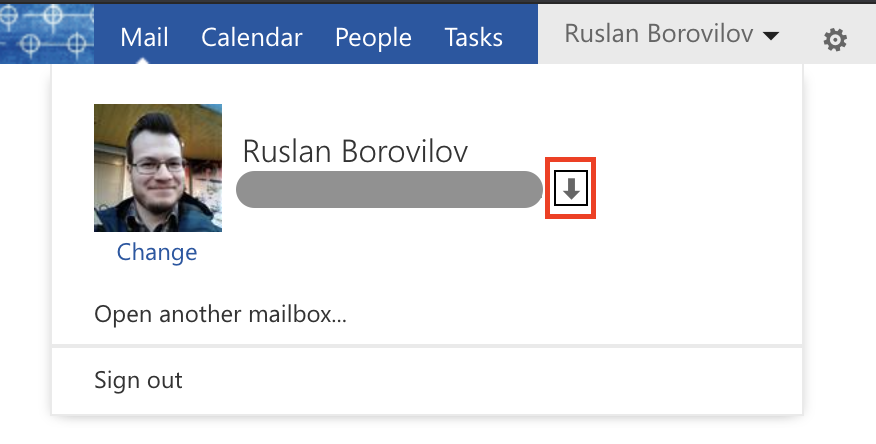 Mail Calendar People Tasks Ruslan Borovilov
Ruslan Borovilov
Change
Open another mailbox...
Sign out